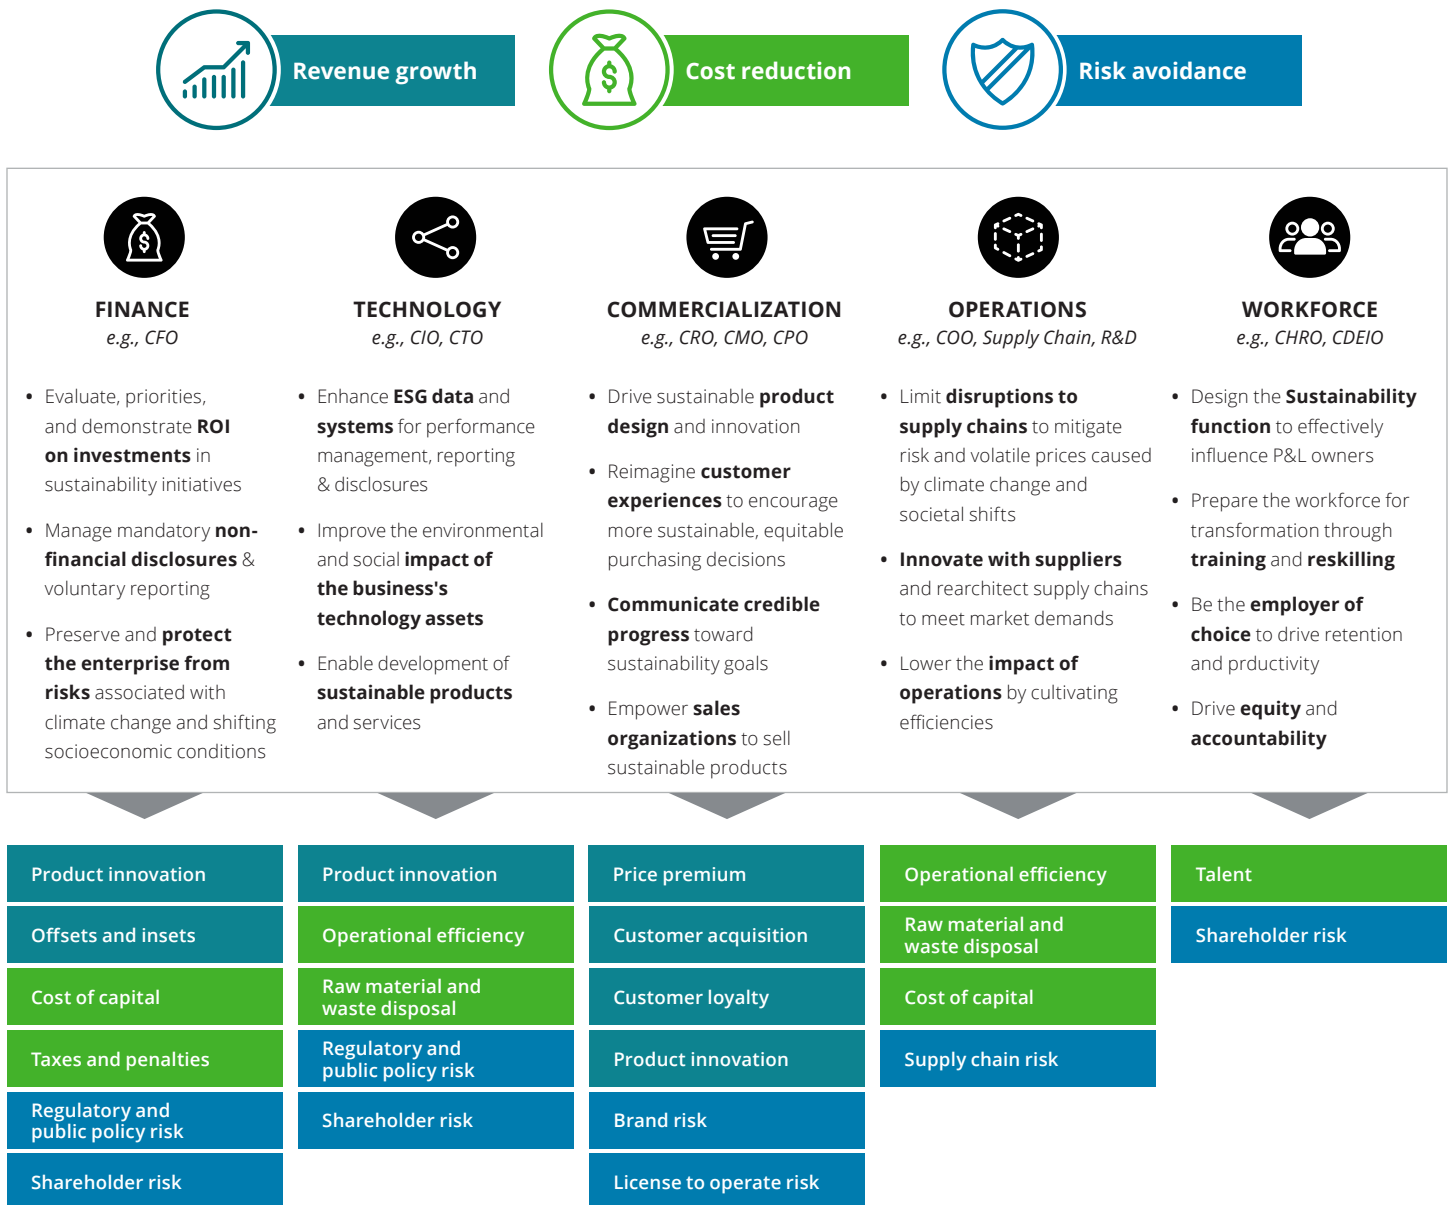 Revenue growth
Cost reduction
Risk avoidance
FINANCE
e.g., CFO
• Evaluate, priorities,
and demonstrate ROI
on investments in
sustainability initiatives
• Manage mandatory non-
financial disclosures &
voluntary reporting
• Preserve and protect
the enterprise from
risks associated with
climate change and shifting
socioeconomic conditions
TECHNOLOGY
e.g., CIO, CTO
• Enhance ESG data and
systems for performance
management, reporting
& disclosures
• Improve the environmental
and social impact of
the business's
technology assets
• Enable development of
sustainable products
and services
COMMERCIALIZATION
e.g., CRO, CMO, CPO
• Drive sustainable product
design and innovation
• Reimagine customer
experiences to encourage
more sustainable, equitable
purchasing decisions
• Communicate credible
progress toward
sustainability goals
• Empower sales
organizations to sell
sustainable products
OPERATIONS
e.g., COO, Supply Chain, R&D
• Limit disruptions to
supply chains to mitigate
risk and volatile prices caused
by climate change and
societal shifts
• Innovate with suppliers
and rearchitect supply chains
to meet market demands
• Lower the impact of
operations by cultivating
efficiencies
WORKFORCE
e.g., CHRO, CDEIO
• Design the Sustainability
function to effectively
influence P&L owners
• Prepare the workforce for
transformation through
training and reskilling
• Be the employer of
choice to drive retention
and prductivity
• Drive equity and
accountability
Product innovation
Offsets and insets
Cost of capital
Taxes and penalties
Regulatory and
public policy risk
Shareholder risk
Product innovation
Operational efficiency
Raw material and
waste disposal
Regulatory and
public policy risk
Shareholder risk
Price premium
Customer acquisition
Customer loyalty
Product innovation
Brand risk
License to operate risk
Operational efficiency
Raw material and
waste disposal
Cost of capital
Supply chain risk
Talent
Shareholder risk